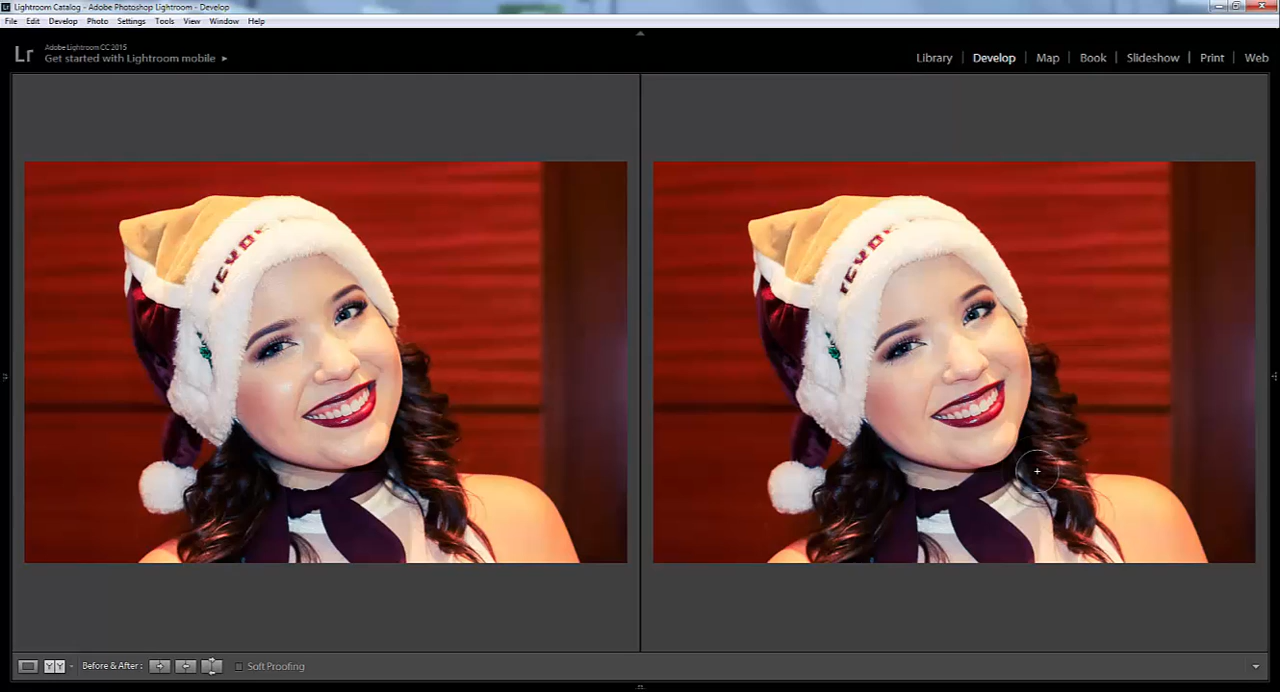 Lightroom Catalog - Adobe Photoshop Lightroom - Develop
File Edit Develop Photo Settings Tools View Window Help
Lr
Adobe Lightroom CC 2015
Get started with Lightroom mobile
Library Develop Map Book Slideshow Print Web
YY Before & After: Soft Proofing